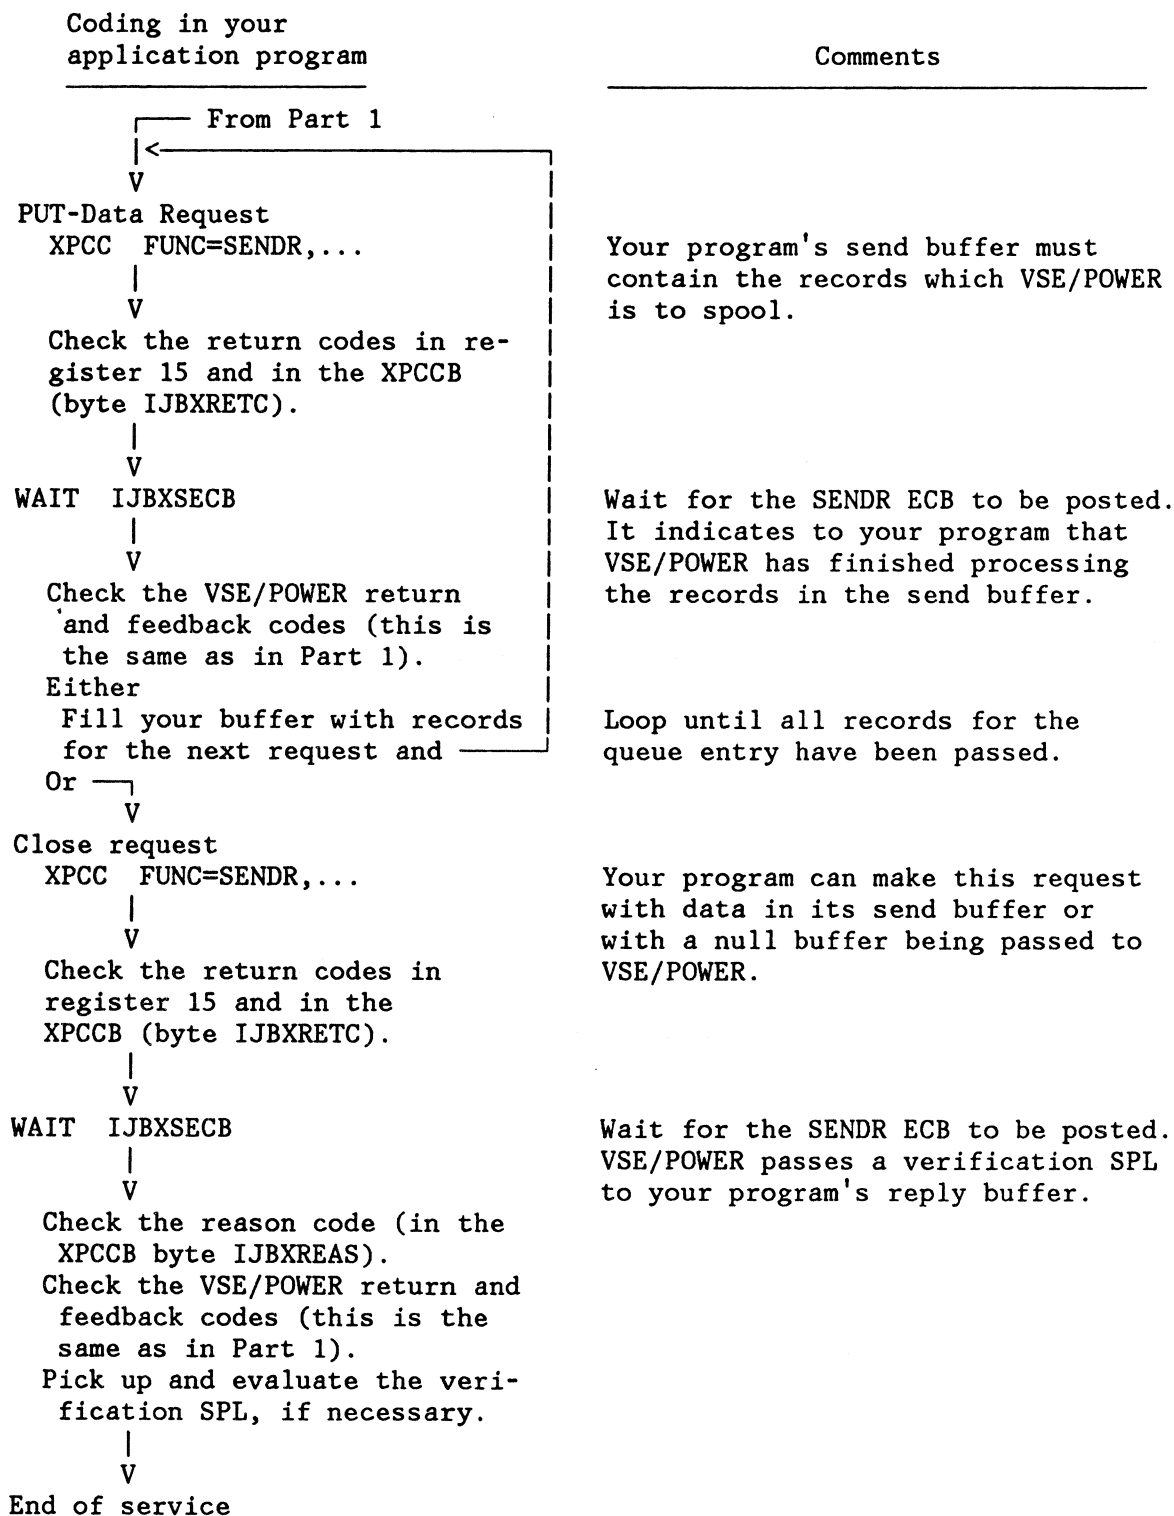 Coding in your
application program
Comments
From Part 1
<
V
PUT-Data Request
XPCC FUNC=SENDR,...
Your program's send buffer must
contain the records which VSE/POWER
is to spool.
|
V
Check the return codes in re-
gister 15 and in the XPCCB
(byte IJBXRETC).
|
V
WAIT IJBXSECB
Wait for the SENDR ECB to be posted.
It indicates to your program that
VSE/POWER has finished processing
the records in the send buffer.
|
V
Check the VSE/POWER return
and feedback codes (this is
the same as in Part 1).
Either
Fill your buffer with records
for the next request and
Loop until all records for the
queue entry have been passed.
Or
V
Close request
XPCC FUNC=SENDR,...
Your program can make this request
with data in its send buffer or
with a null buffer being passed to
VSE/POWER.
|
V
Check the return codes in
register 15 and in the
XPCCB (byte IJBXRETC).
|
V
WAIT IJBXSECB
Wait for the SENDR ECB to be posted.
VSE/POWER passes a verification SPL
to your program's reply buffer.
|
V
Check the reason code (in the
XPCCB byte IJBXREAS).
Check the VSE/POWER return and
feedback codes (this is the
same as in Part 1).
Pick up and evaluate the veri-
fication SPL, if necessary.
|
V
End of service